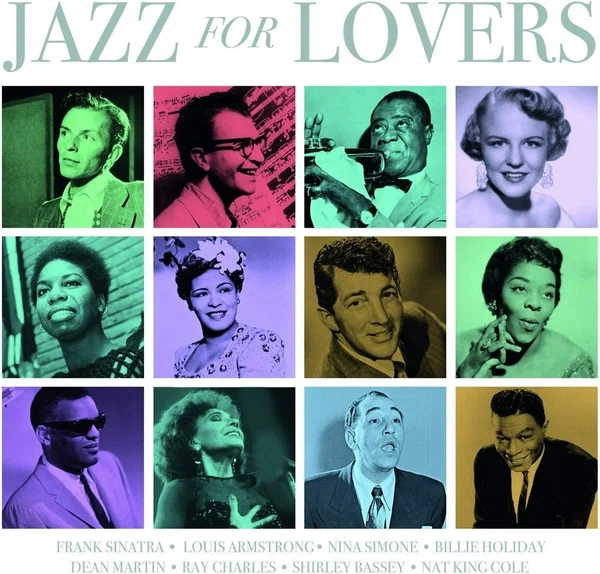 JAZZ FOR LOVERS
FRANK SINATRA • LOUIS ARMSTRONG • NINA SIMONE • BILLIE HOLIDAY
DEAN MARTIN • RAY CHARLES • SHIRLEY BASSEY • NAT KING COLE